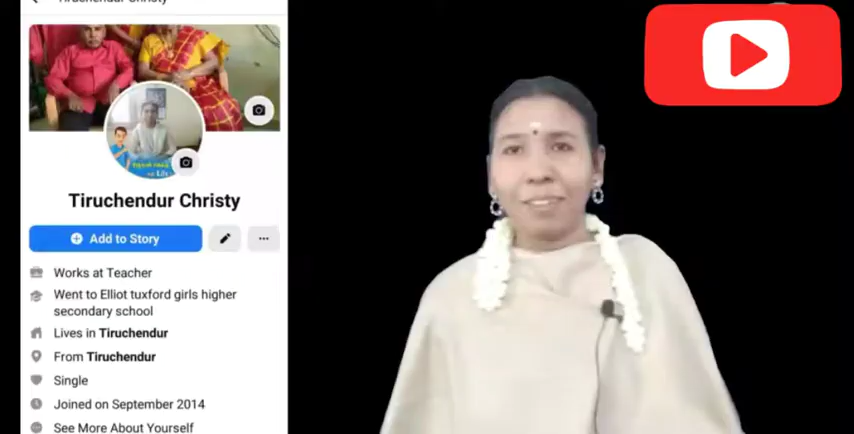 Tiruchendur Christy
Tiruchendur Christy
Add to Story
Works at Teacher
Went to Elliot tuxford girls higher
secondary school
Lives in Tiruchendur
From Tiruchendur
Single
Joined on September 2014
See More About Yourself